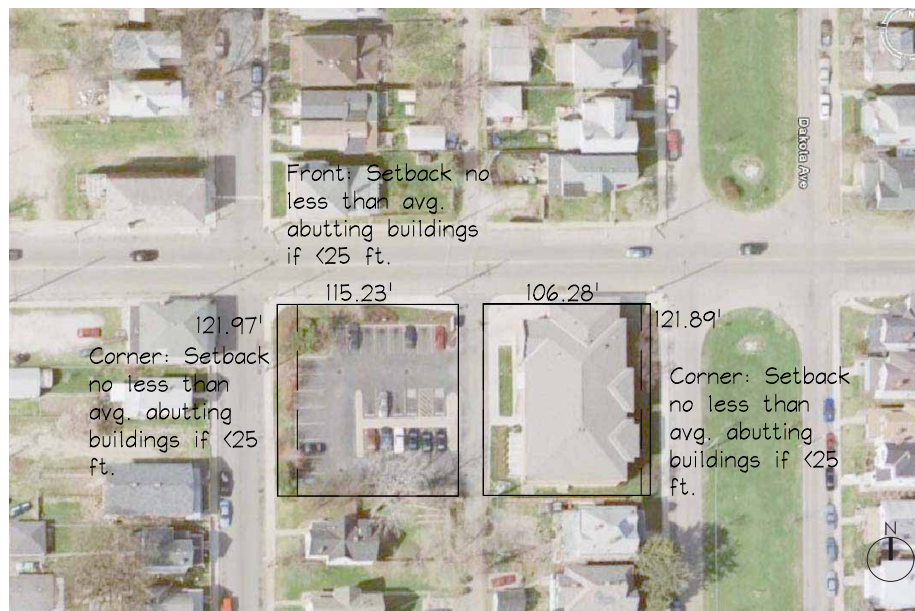 Dakota Ave
Front: Setback no
less than avg.
abutting buildings
if <25 ft.
115.23'
106.28'
121.97'
121.89'
Corner: Setback
no less than
avg. abutting
buildings if <25
ft.
Corner: Setback
no less than
avg. abutting
buildings if <25
ft.
N